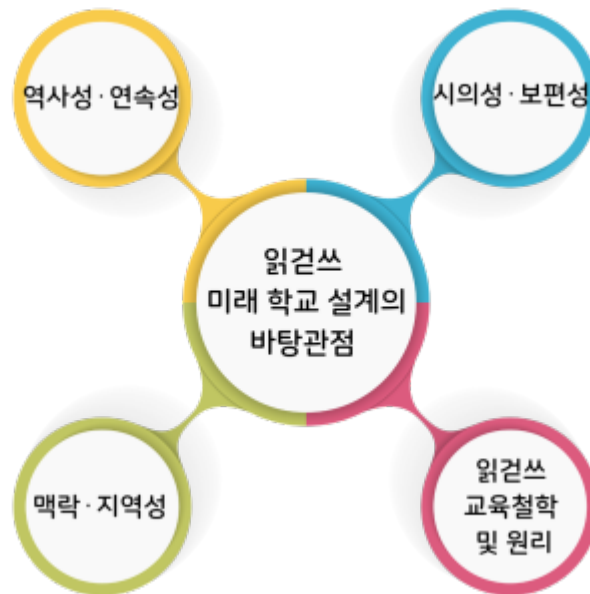 역사성·연속성
시의성·보편성
읽걷쓰
미래 학교 설계의
바탕관점
맥락·지역성
읽걷쓰
교육철학
및 원리